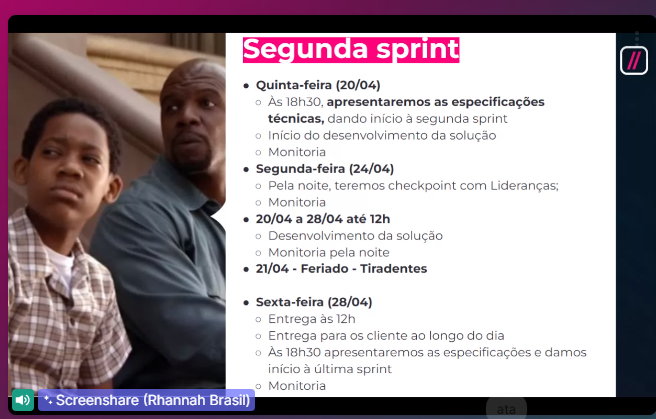 Segunda sprint
• Quinta-feira (20/04)
○ Às 18h30, apresentaremos as especificações
técnicas, dando início à segunda sprint
○ Início do desenvolvimento da solução
○ Monitoria
• Segunda-feira (24/04)
○ Pela noite, teremos checkpoint com Lideranças;
○ Monitoria
• 20/04 a 28/04 até 12h
○ Desenvolvimento da solução
○ Monitoria pela noite
• 21/04 - Feriado - Tiradentes
• Sexta-feira (28/04)
○ Entrega às 12h
○ Entrega para os cliente ao longo do dia
○ Às 18h30 apresentaremos as especificações e damos
início à última sprint
○ Monitoria
Screenshare (Rhannah Brasil)
ata